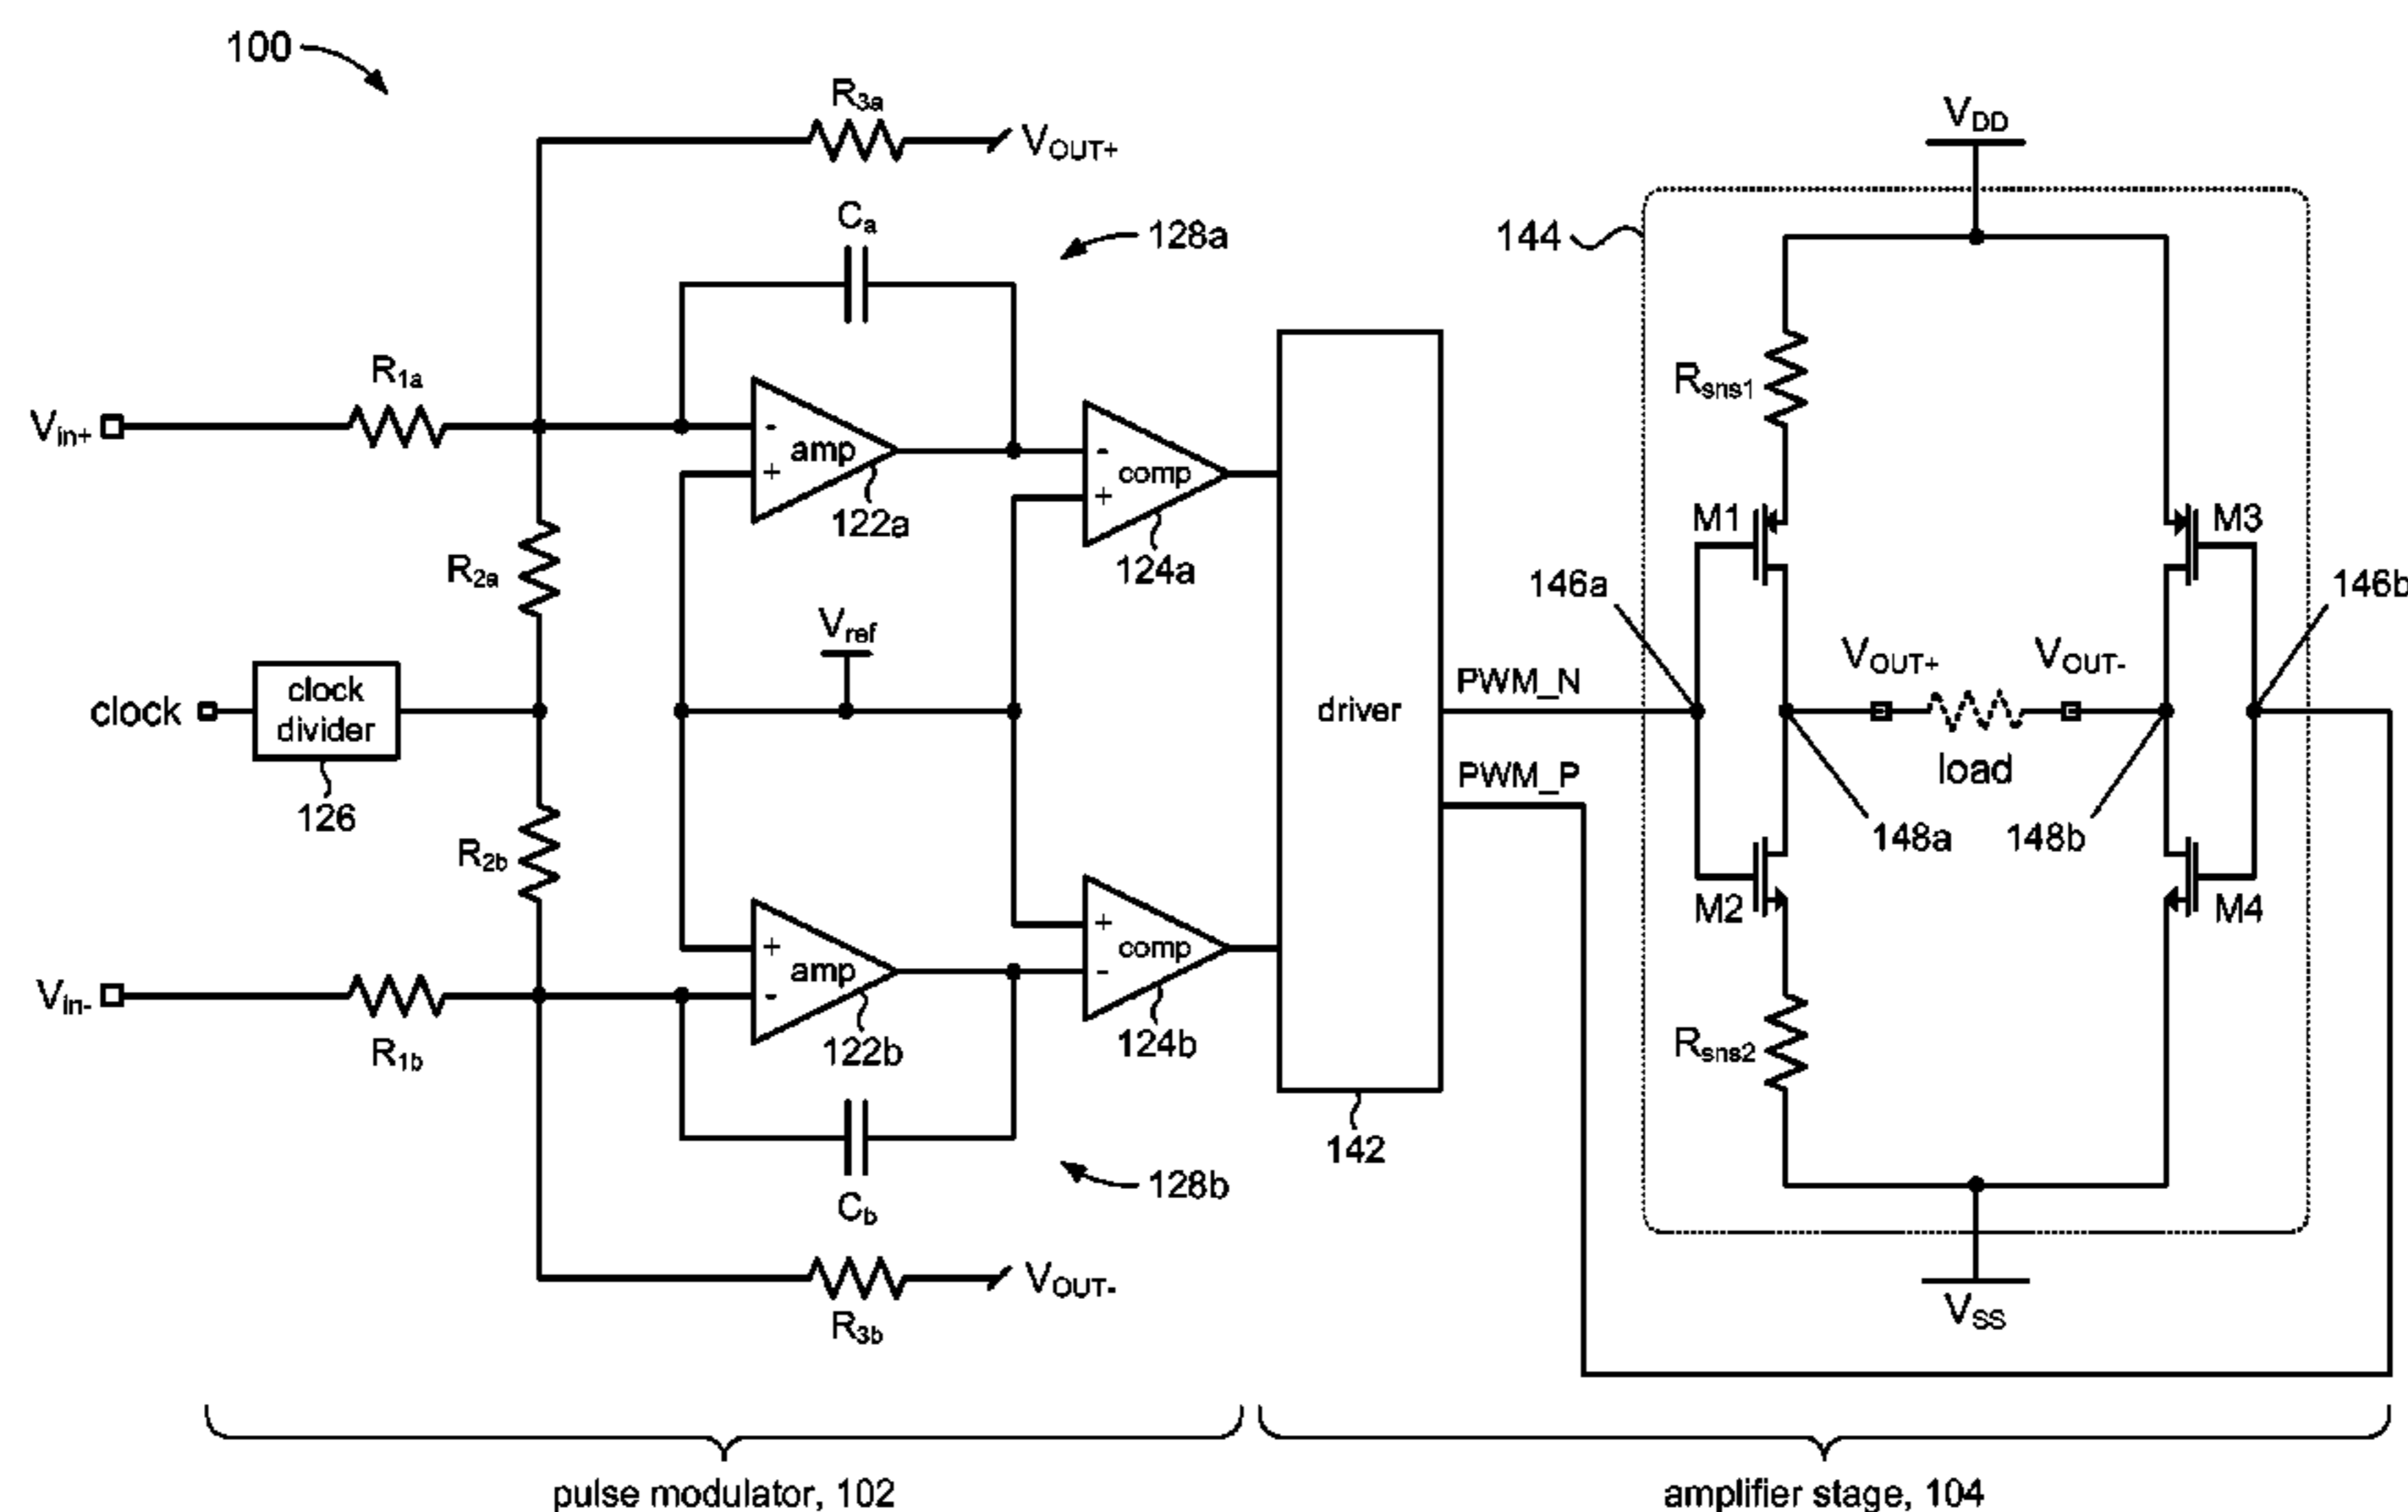 100
R3a
VOUT+
Ca
128a
VDD
144
R1a
Vin+
Rsns1
-
amp
+
122a
-
comp
+
124a
M1
M3
R2a
146a
146b
Vref
VOUT+
VOUT-
PWM_N
clock
clock
divider
126
driver
load
PWM_P
148a
148b
R2b
M2
M4
+
amp
-
122b
+
comp
-
124b
Vin-
R1b
Rsns2
142
128b
Cb
VOUT-
R3b
VSS
pulse modulator, 102
amplifier stage, 104